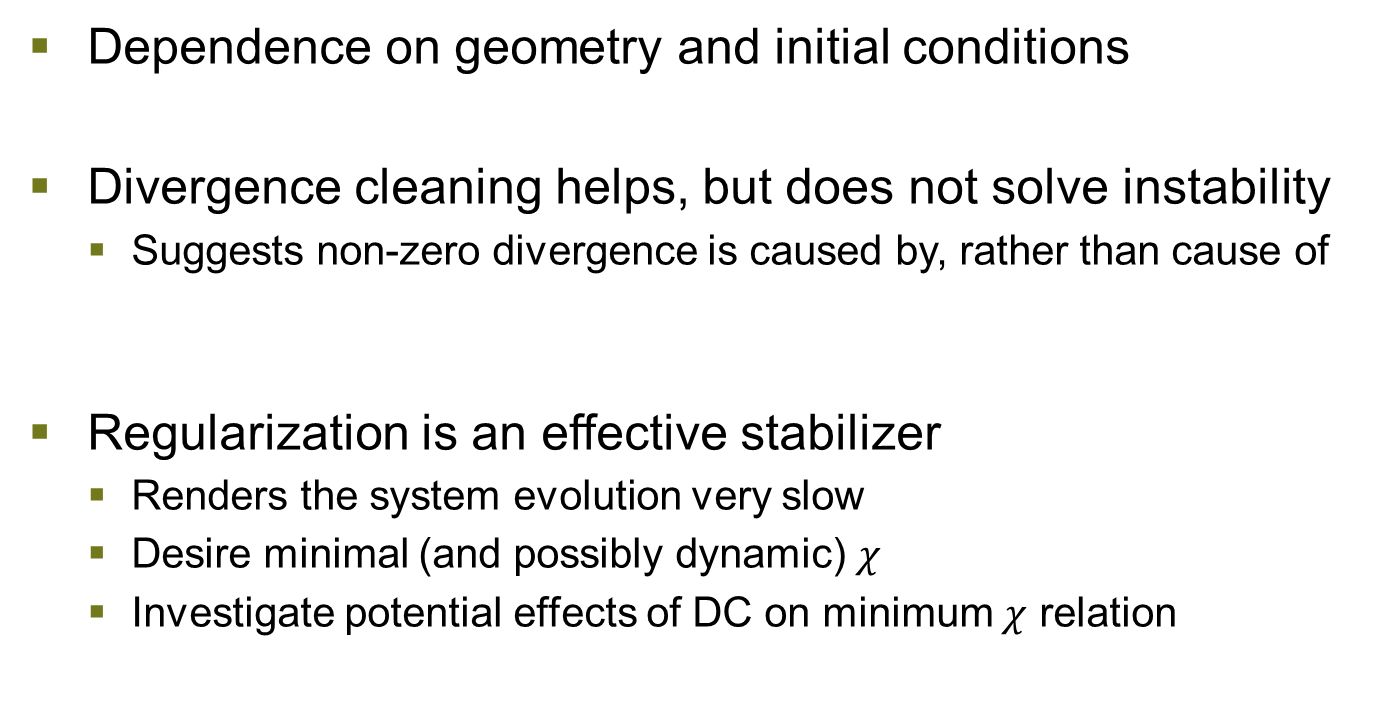 Dependence on geometry and initial conditions
Divergence cleaning helps, but does not solve instability
Suggests non-zero divergence is caused by, rather than cause of
Regularization is an effective stabilizer
Renders the system evolution very slow
Desire minimal (and possibly dynamic) χ
Investigate potential effects of DC on minimum χ relation